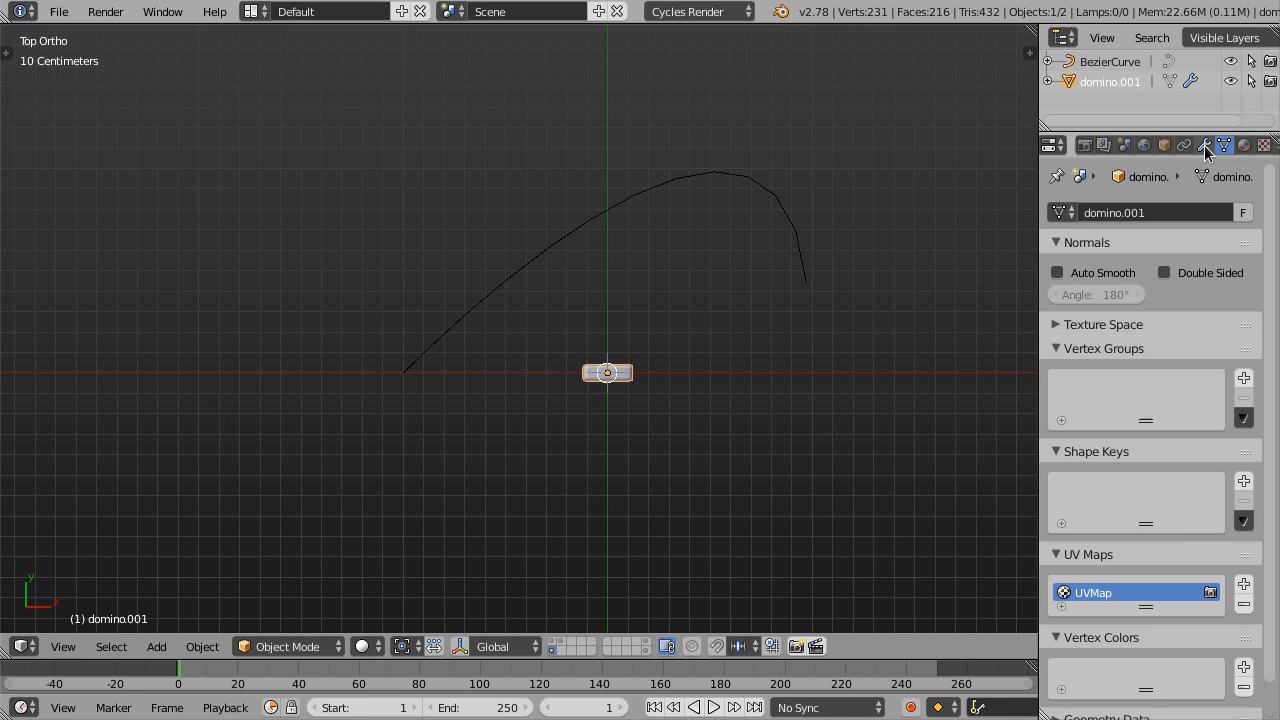 File Render Window Help Default Scene Cycles Render v2.78 | Verts:231 | Faces:216 | Tris:432 | Objects:1/2 | Lamps:0/0 | Mem:22.66M (0.11M) | dom
Top Ortho
10 Centimeters
View Search Visible Layers
BezierCurve
domino.001
domino. domino.
domino.001 F
Normals
Auto Smooth Double Sided
Angle: 180°
Texture Space
Vertex Groups
Shape Keys
UV Maps
UVMap
Vertex Colors
Geometry Data
y
x
(1) domino.001
View Select Add Object Object Mode Global
-40 -20 0 20 40 60 80 100 120 140 160 180 200 220 240 260
View Marker Frame Playback Start: 1 End: 250 1 No Sync